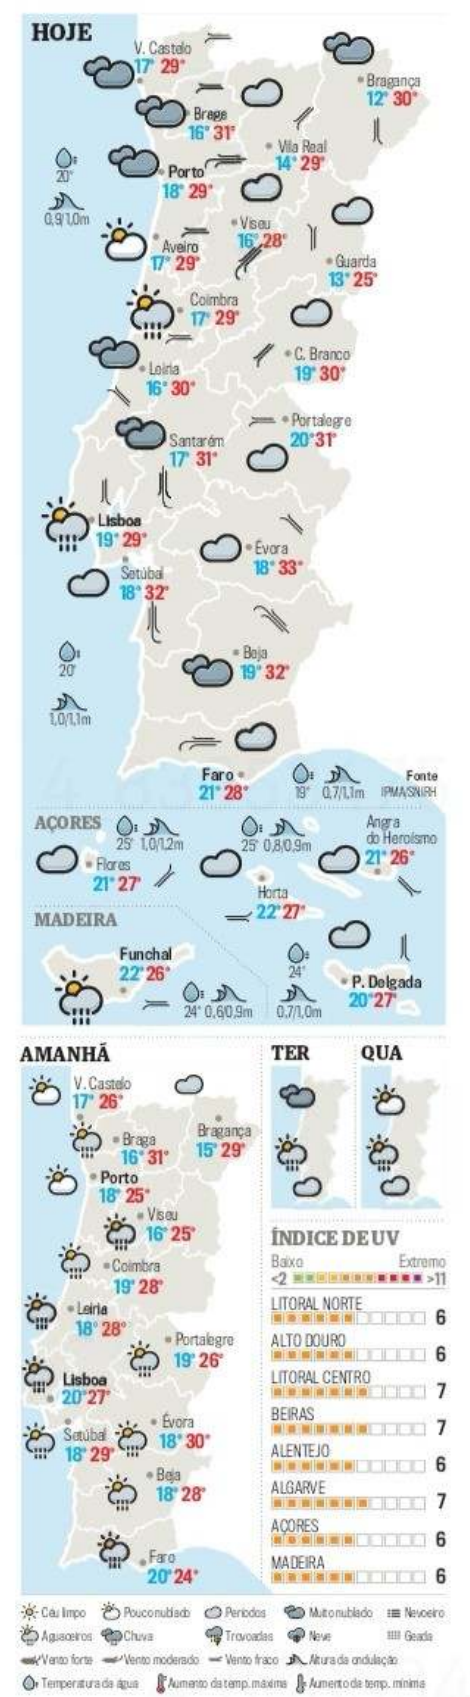 HOJE
V. Castelo
17° 29°
Bragança
12° 30°
Braga
16° 31°
Vila Real
14° 29°
20°
Porto
18° 29°
0,9/1,0m
Viseu
16° 28°
Aveiro
17° 29°
Guarda
13° 25°
Coimbra
17° 29°
C. Branco
19° 30°
Leiria
16° 30°
Portalegre
20° 31°
Santarém
17° 31°
Lisboa
19° 29°
Évora
18° 33°
Setúbal
18° 32°
20°
Beja
19° 32°
1,0/1,1m
Faro
21° 28°
19° 0,7/1,1m
Fonte
IPMA/SNIRH
AÇORES
25° 1,0/1,2m
25° 0,8/0,9m
Angra
do Heroísmo
21° 26°
Flores
21° 27°
Horta
22° 27°
MADEIRA
Funchal
22° 26°
24° 0,6/0,9m
24°
0,7/1,0m
P. Delgada
20° 27°
AMANHÃ
V. Castelo
17° 26°
Braga
16° 31°
Bragança
15° 29°
Porto
18° 25°
Viseu
16° 25°
Coimbra
19° 28°
Leiria
18° 28°
Portalegre
19° 26°
Lisboa
20° 27°
Évora
18° 30°
Setúbal
18° 29°
Beja
18° 28°
Faro
20° 24°
TER QUA
ÍNDICE DE UV
Baixo Extremo
<2 >11
LITORAL NORTE
6
ALTO DOURO
6
LITORAL CENTRO
7
BEIRAS
7
ALENTEJO
6
ALGARVE
7
AÇORES
6
MADEIRA
6
Céu limpo Pouco nublado Períodos Muito nublado Nevoeiro
Aguaceiros Chuva Trovoadas Neve Geada
Vento forte Vento moderado Vento fraco Altura da ondulação
Temperatura da água Aumento da temp. máxima Aumento da temp. mínima